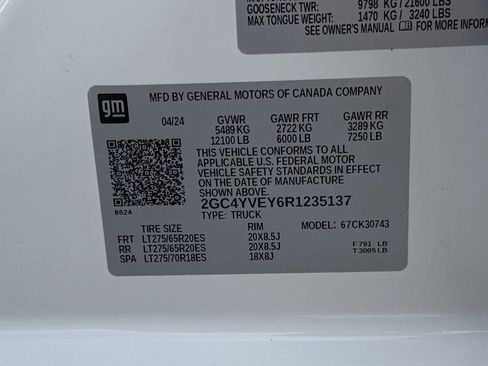 GOOSENECK TWR: 9798 KG/21600 LBS
MAX TONGUE WEIGHT: 1470 KG/ 3240 LBS
SEE OWNER'S MANUAL FOR MORE INFORM
gm
MFD BY GENERAL MOTORS OF CANADA COMPANY
04/24 GVWR GAWR FRT GAWR RR
5489 KG 2722 KG 3289 KG
12100 LB 6000 LB 7250 LB
THIS VEHICLE CONFORMS TO ALL
APPLICABLE U.S. FEDERAL MOTOR
VEHICLE SAFETY STANDARDS IN EFFECT
ON THE DATE OF MANUFACTURE
SHOWN ABOVE.
8624
2GC4YVEY6R1235137
TYPE: TRUCK
TIRE SIZE RIM MODEL: 67CK30743
FRT LT275/65R20ES 20X8.5J
RR LT275/65R20ES 20X8.5J
SPA LT275/70R18ES 18X8J
F 791 LB
T 3005 LB